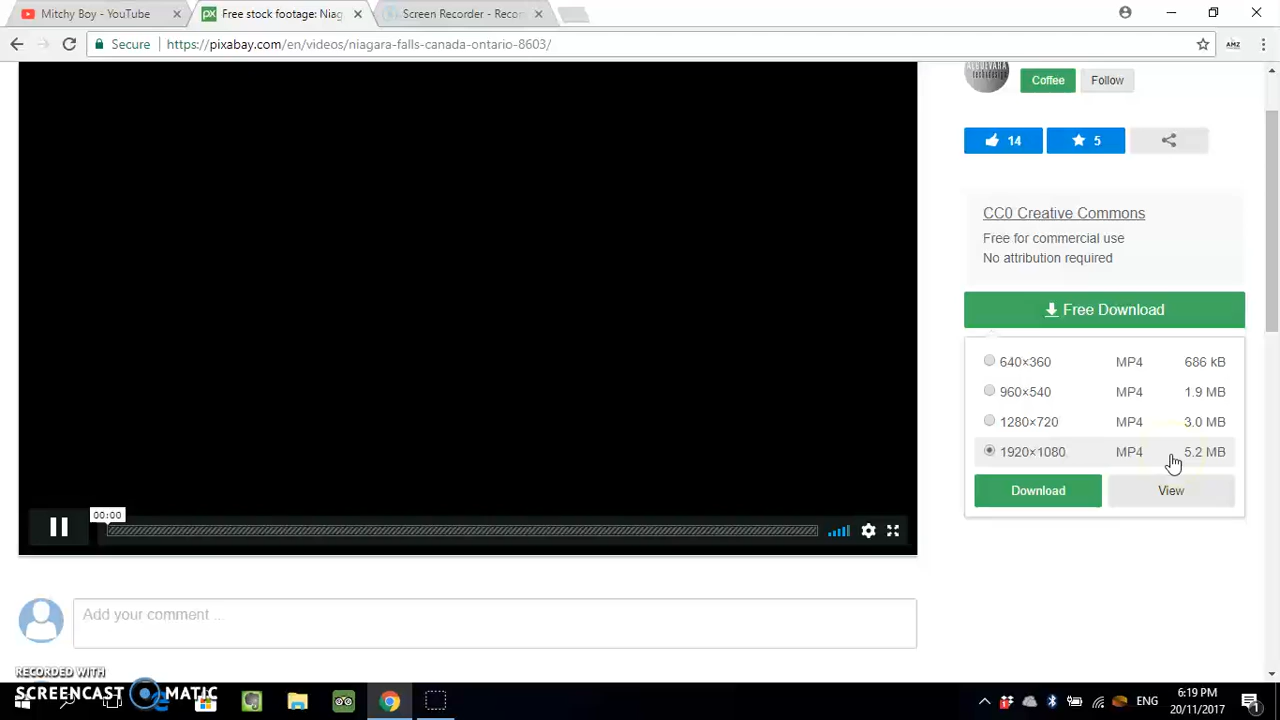 Mitchy Boy - YouTube
Free stock footage: Niag
Screen Recorder - Recor
Secure
https://pixabay.com/en/videos/niagara-falls-canada-ontario-8603/
AMZ
Coffee
Follow
14
5
CC0 Creative Commons
Free for commercial use
No attribution required
Free Download
640×360 MP4 686 kB
960×540 MP4 1.9 MB
1280×720 MP4 3.0 MB
1920×1080 MP4 5.2 MB
Download
View
00:00
Add your comment ...
RECORDED WITH
SCREENCAST MATIC
ENG
6:19 PM
20/11/2017
1